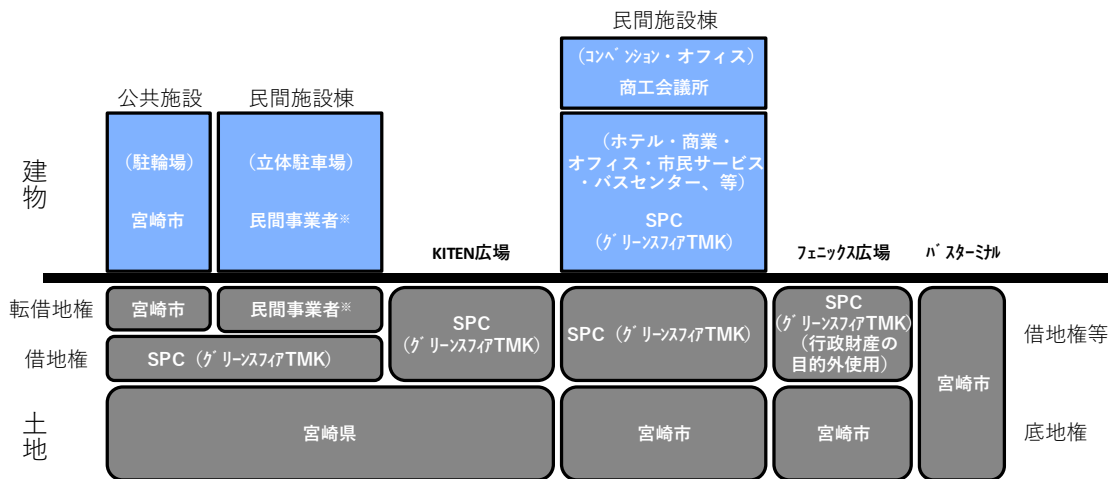 民間施設棟
（ｺﾝﾍﾞﾝｼｮﾝ・オフィス）
商工会議所
公共施設
民間施設棟
（駐輪場）
宮崎市
（立体駐車場）
民間事業者※
（ホテル・商業・
オフィス・市民サービス
・バスセンター、等）
SPC
（ｸﾞﾘｰﾝｽﾌｨｱTMK）
建物
KITEN広場
ﾌｪﾆｯｸｽ広場
ﾊﾞｽﾀｰﾐﾅﾙ
転借地権
宮崎市
民間事業者※
SPC
（ｸﾞﾘｰﾝｽﾌｨｱTMK）
SPC（ｸﾞﾘｰﾝｽﾌｨｱTMK）
SPC
（ｸﾞﾘｰﾝｽﾌｨｱTMK）
（行政財産の
目的外使用）
借地権等
借地権
SPC（ｸﾞﾘｰﾝｽﾌｨｱTMK）
宮崎市
土地
宮崎県
宮崎市
宮崎市
底地権